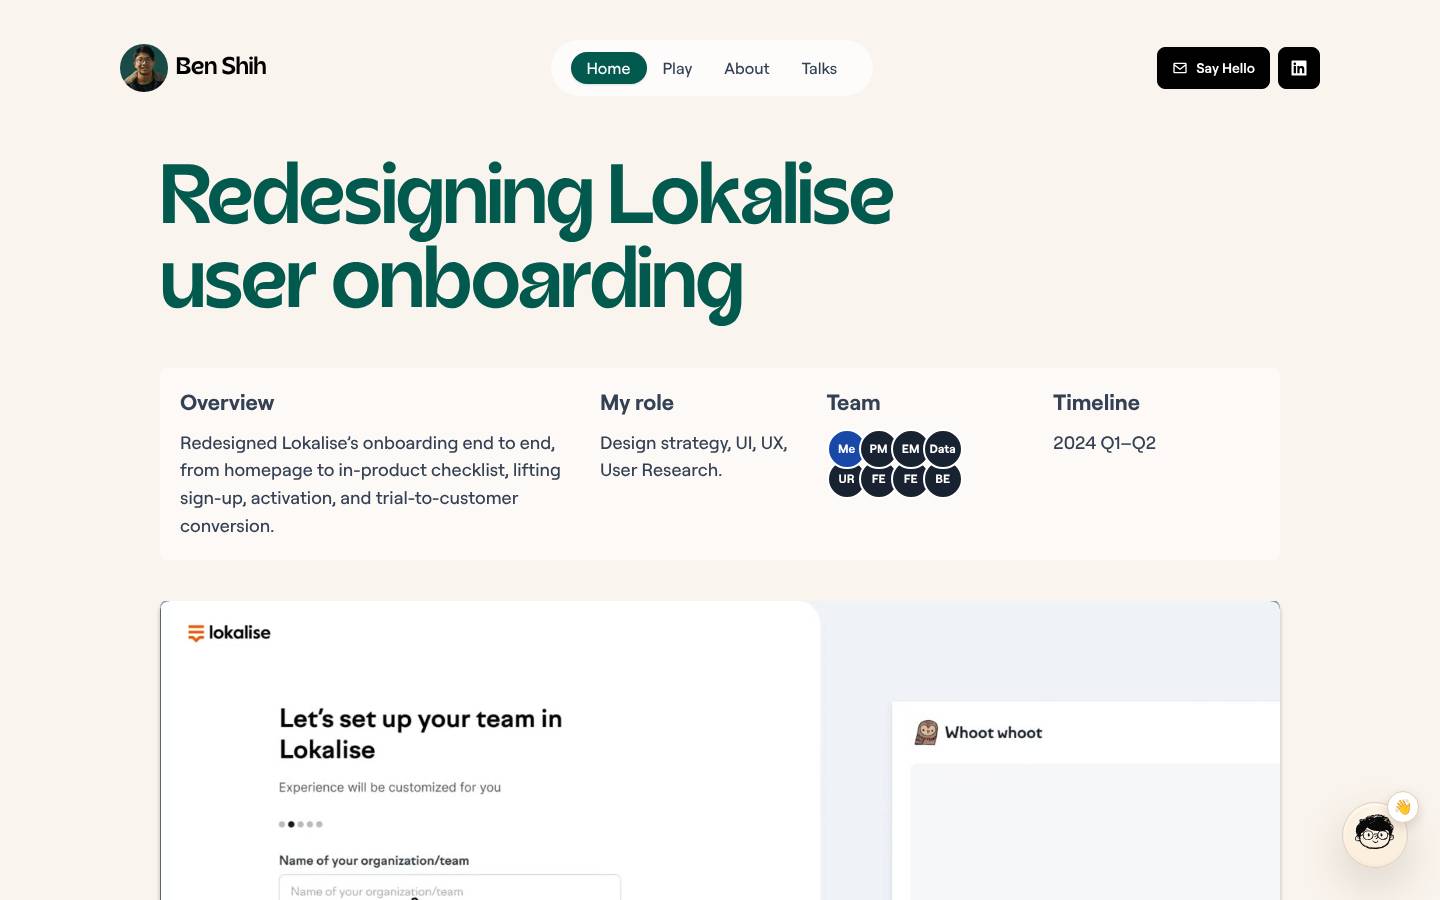 Ben Shih
Home Play About Talks
Say Hello
Redesigning Lokalise
user onboarding
Overview
Redesigned Lokalise’s onboarding end to end,
from homepage to in-product checklist, lifting
sign-up, activation, and trial-to-customer
conversion.
My role
Design strategy, UI, UX,
User Research.
Team
Me PM EM Data
UR FE FE BE
Timeline
2024 Q1–Q2
lokalise
Let’s set up your team in
Lokalise
Experience will be customized for you
Name of your organization/team
Name of your organization/team
Whoot whoot